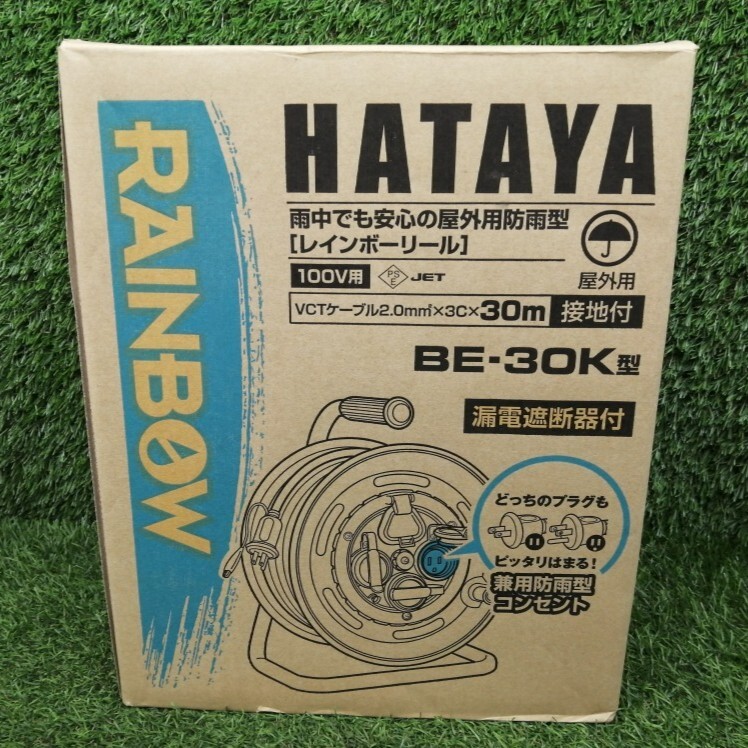 RAINBOW
HATAYA
雨中でも安心の屋外用防雨型
[レインボーリール]
屋外用
100V用
PS
E
JET
VCTケーブル2.0mm²×3C×30m
接地付
BE-30K型
漏電遮断器付
どっちのプラグも
ピッタリはまる!
兼用防雨型
コンセント